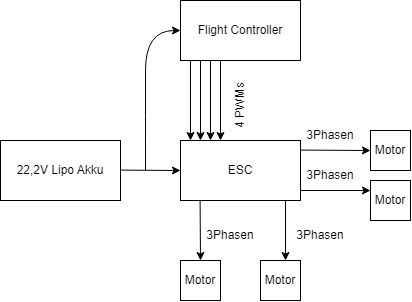 Flight Controller
4 PWMs
3Phasen
Motor
22,2V Lipo Akku
ESC
3Phasen
Motor
3Phasen
3Phasen
Motor
Motor